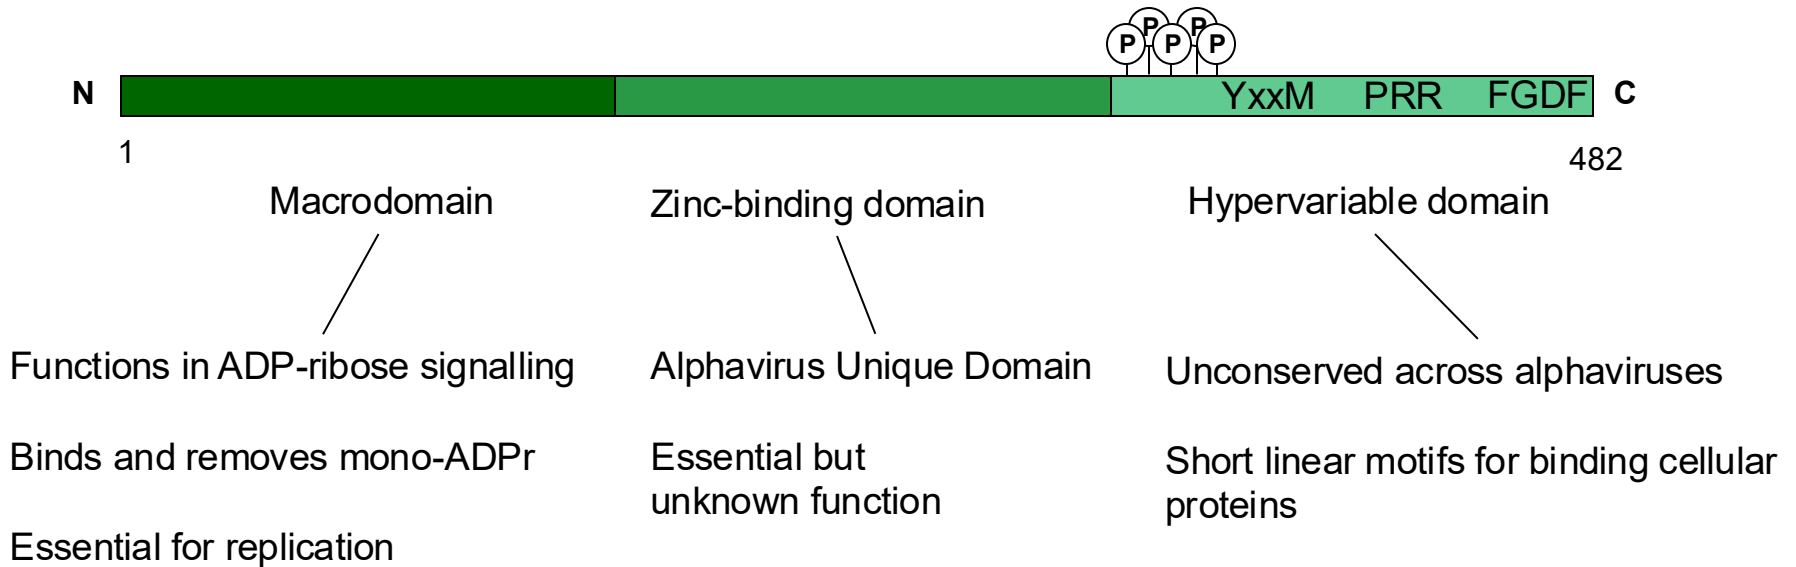 P P P P P
N YxxM PRR FGDF C
1 482
Macrodomain Zinc-binding domain Hypervariable domain
Functions in ADP-ribose signalling
Binds and removes mono-ADPr
Essential for replication
Alphavirus Unique Domain
Essential but
unknown function
Unconserved across alphaviruses
Short linear motifs for binding cellular
proteins